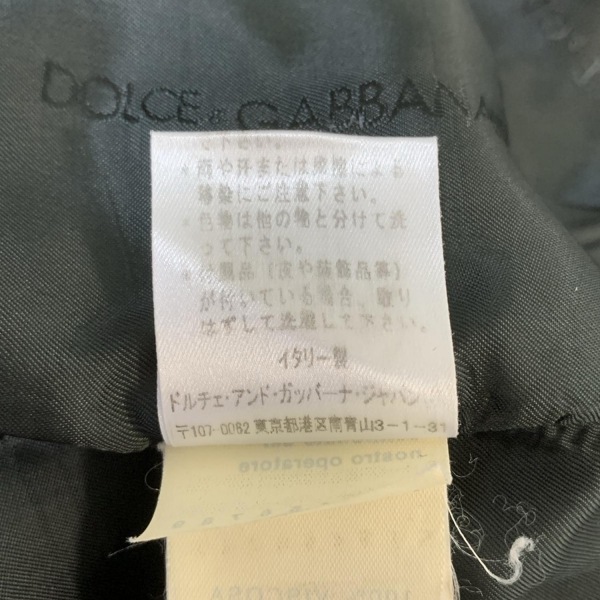 DOLCE & GABBANA
て下さい。
* 雨や汗または摩擦による
移染にご注意下さい。
* 色物は他の物と分けて洗
って下さい。
* 付属品（皮や装飾品等）
が付いている場合、取り
はずして洗濯して下さい。
イタリー製
ドルチェ・アンド・ガッバーナ・ジャパン
〒107-0062 東京都港区南青山3-1-31
nostro operatore
VISCOSA